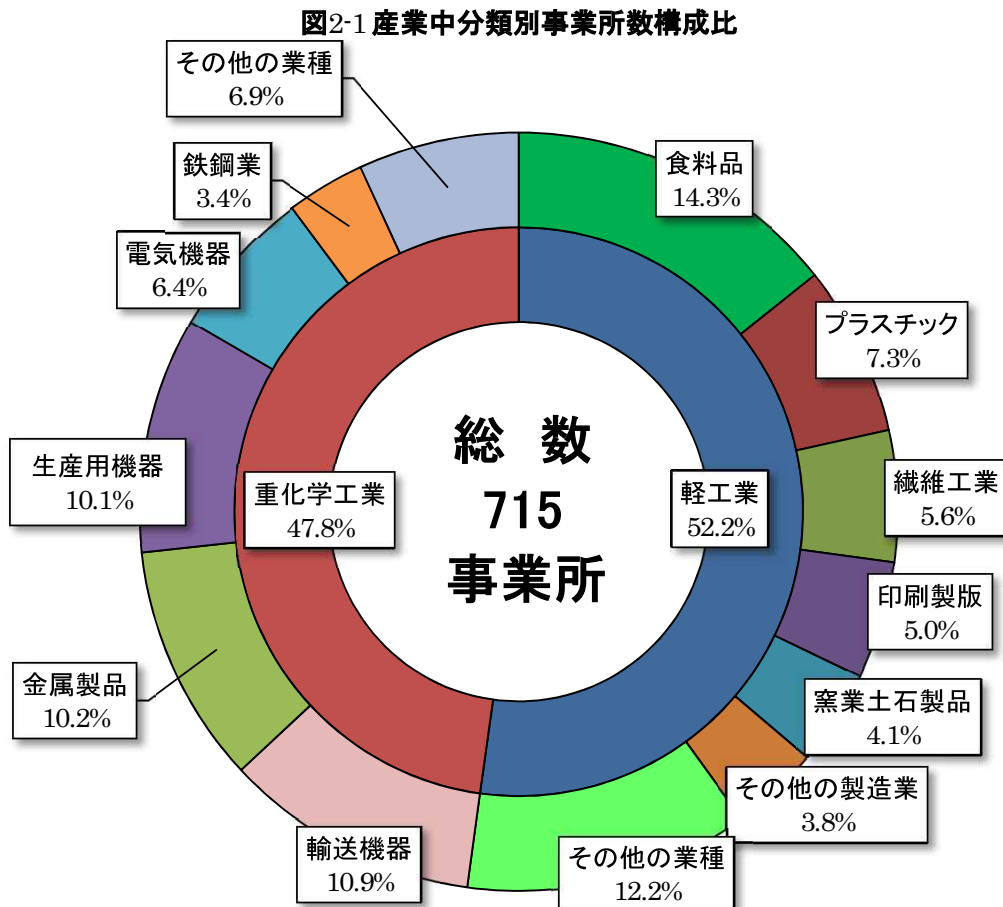 図2-1 産業中分類別事業所数構成比
その他の業種
6.9%
鉄鋼業
3.4%
電気機器
6.4%
生産用機器
10.1%
金属製品
10.2%
輸送機器
10.9%
重化学工業
47.8%
総 数
715
事業所
軽工業
52.2%
食料品
14.3%
プラスチック
7.3%
繊維工業
5.6%
印刷製版
5.0%
窯業土石製品
4.1%
その他の製造業
3.8%
その他の業種
12.2%